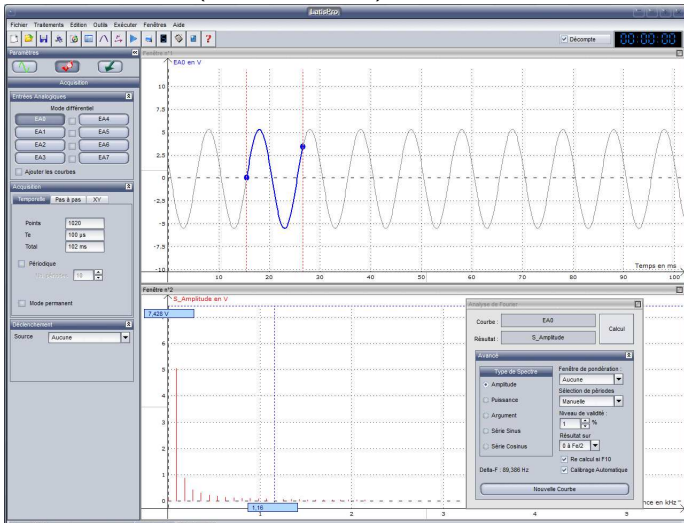 LatisPro
Fichier Traitements Edition Outils Exécuter Fenêtres Aide
Décompte
00:00:00
Paramètres
Acquisition
Entrées Analogiques
Mode différentiel
EA0 EA4
EA1 EA5
EA2 EA6
EA3 EA7
Ajouter les courbes
Acquisition
Temporelle Pas à pas XY
Points 1020
Te 100 µs
Total 102 ms
Périodique
10
Mode permanent
Déclenchement
Source Aucune
Fenêtre n°1
EA0 en V
10
7.5
5
2.5
0
-2.5
-5
-7.5
-10
Temps en ms
10 20 30 40 50 60 70 80 90 100
Fenêtre n°2
S_Amplitude en V
7,428 V
6
5
4
3
2
1
0
1,16
1 2 3 4 5
nce en kHz
Analyse de Fourier
Courbe : EA0
Résultat : S_Amplitude
Calcul
Avancé
Type de Spectre
Amplitude
Puissance
Argument
Série Sinus
Série Cosinus
Delta-F : 89,386 Hz
Fenêtre de pondération :
Aucune
Sélection de périodes
Manuelle
Niveau de validité :
1 %
Résultat sur
0 à Fe/2
Re calcul si F10
Calibrage Automatique
Nouvelle Courbe